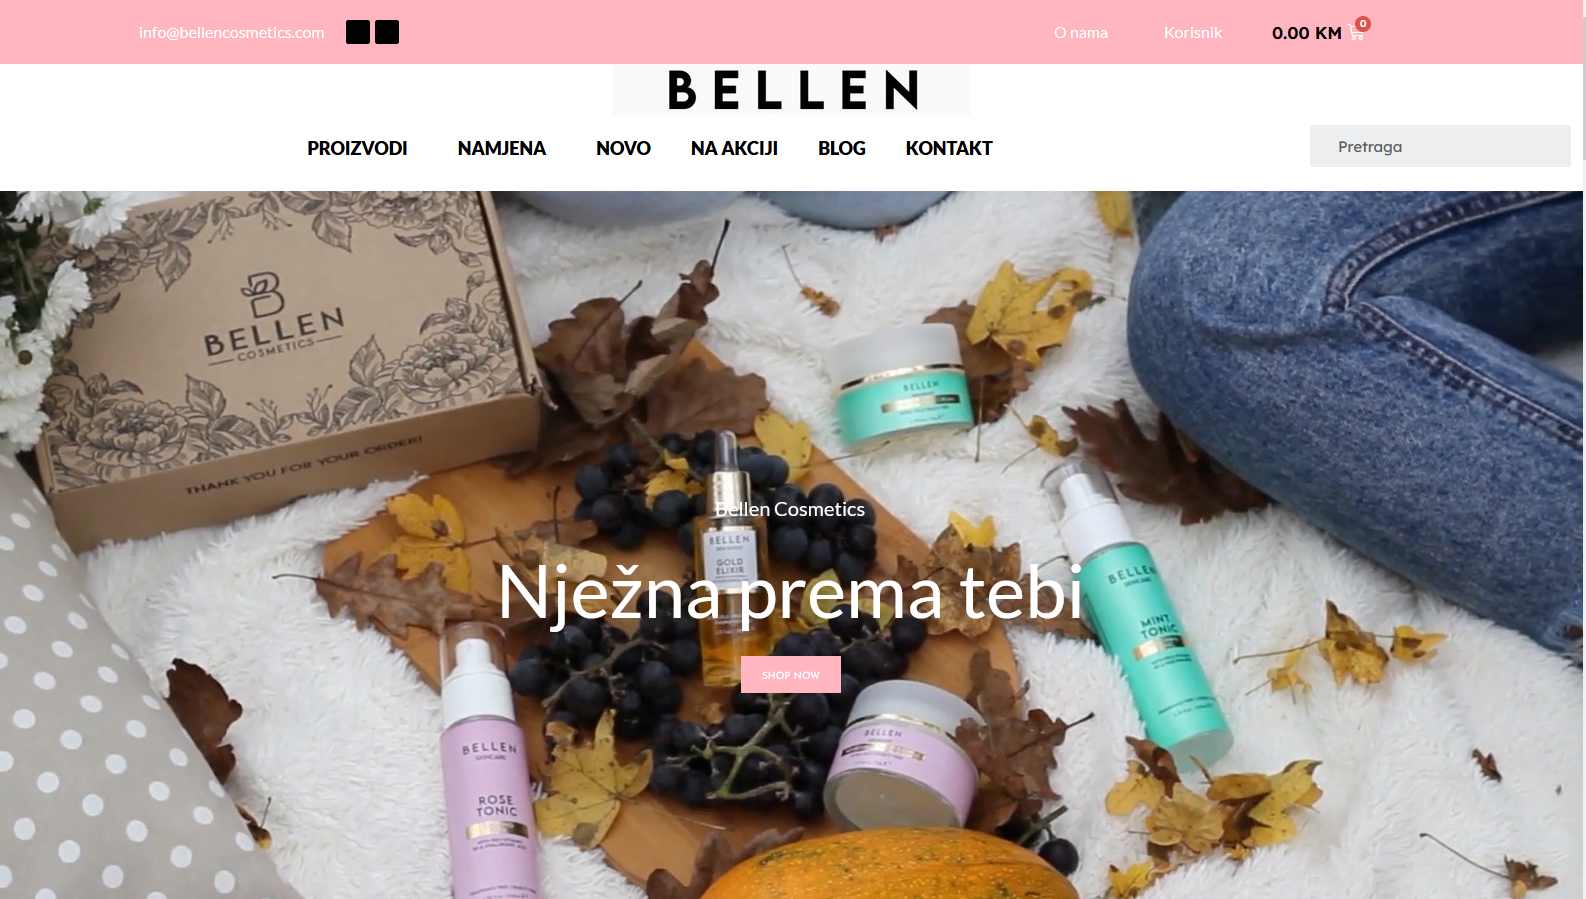 info@bellencosmetics.com
O nama
Korisnik
0.00 KM
0
BELLEN
PROIZVODI
NAMJENA
NOVO
NA AKCIJI
BLOG
KONTAKT
Pretraga
BELLEN
COSMETICS
THANK YOU FOR YOUR ORDER!
BELLEN
Bellen Cosmetics
BELLEN
GOLD
ELIXIR
Nježna prema tebi
SHOP NOW
BELLEN
SKINCARE
MINT
TONIC
BELLEN
BELLEN
SKINCARE
ROSE
TONIC